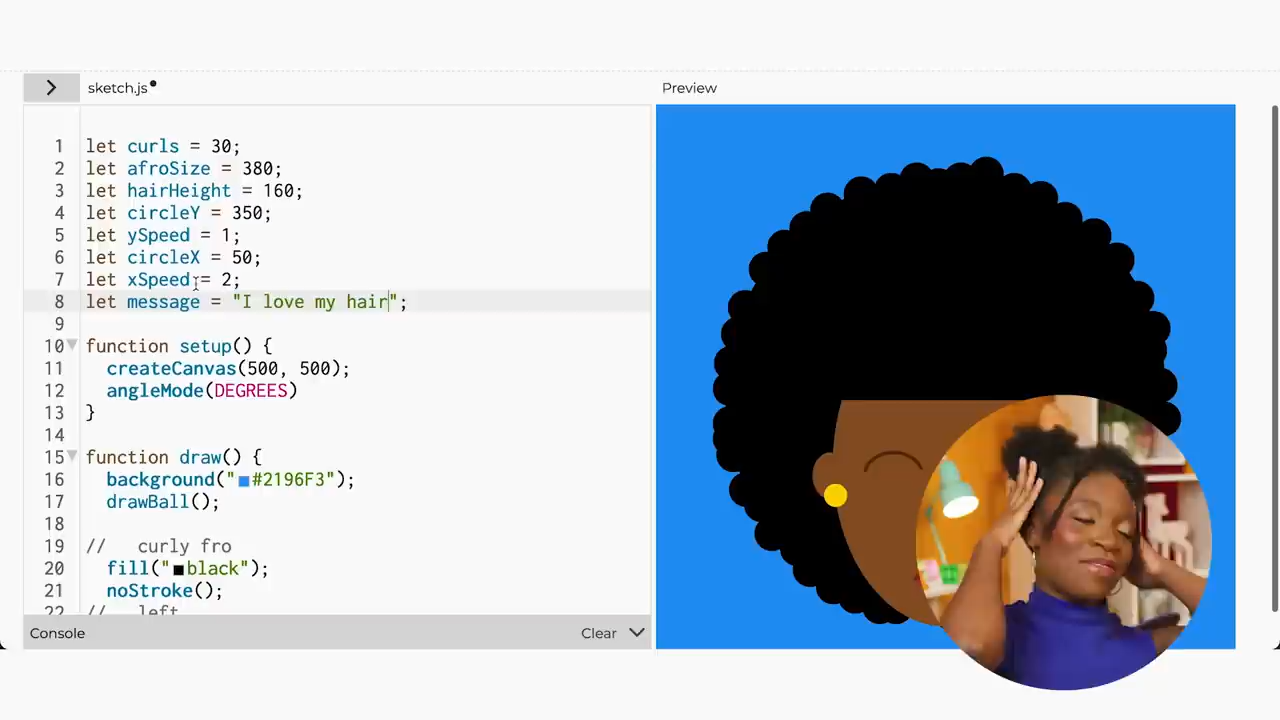 sketch.js
Preview
1 let curls = 30;
2 let afroSize = 380;
3 let hairHeight = 160;
4 let circleY = 350;
5 let ySpeed = 1;
6 let circleX = 50;
7 let xSpeed = 2;
8 let message = "I love my hair";
9
10 function setup() {
11 createCanvas(500, 500);
12 angleMode(DEGREES)
13 }
14
15 function draw() {
16 background("#2196F3");
17 drawBall();
18
19 // curly fro
20 fill("black");
21 noStroke();
22 // left
Console
Clear